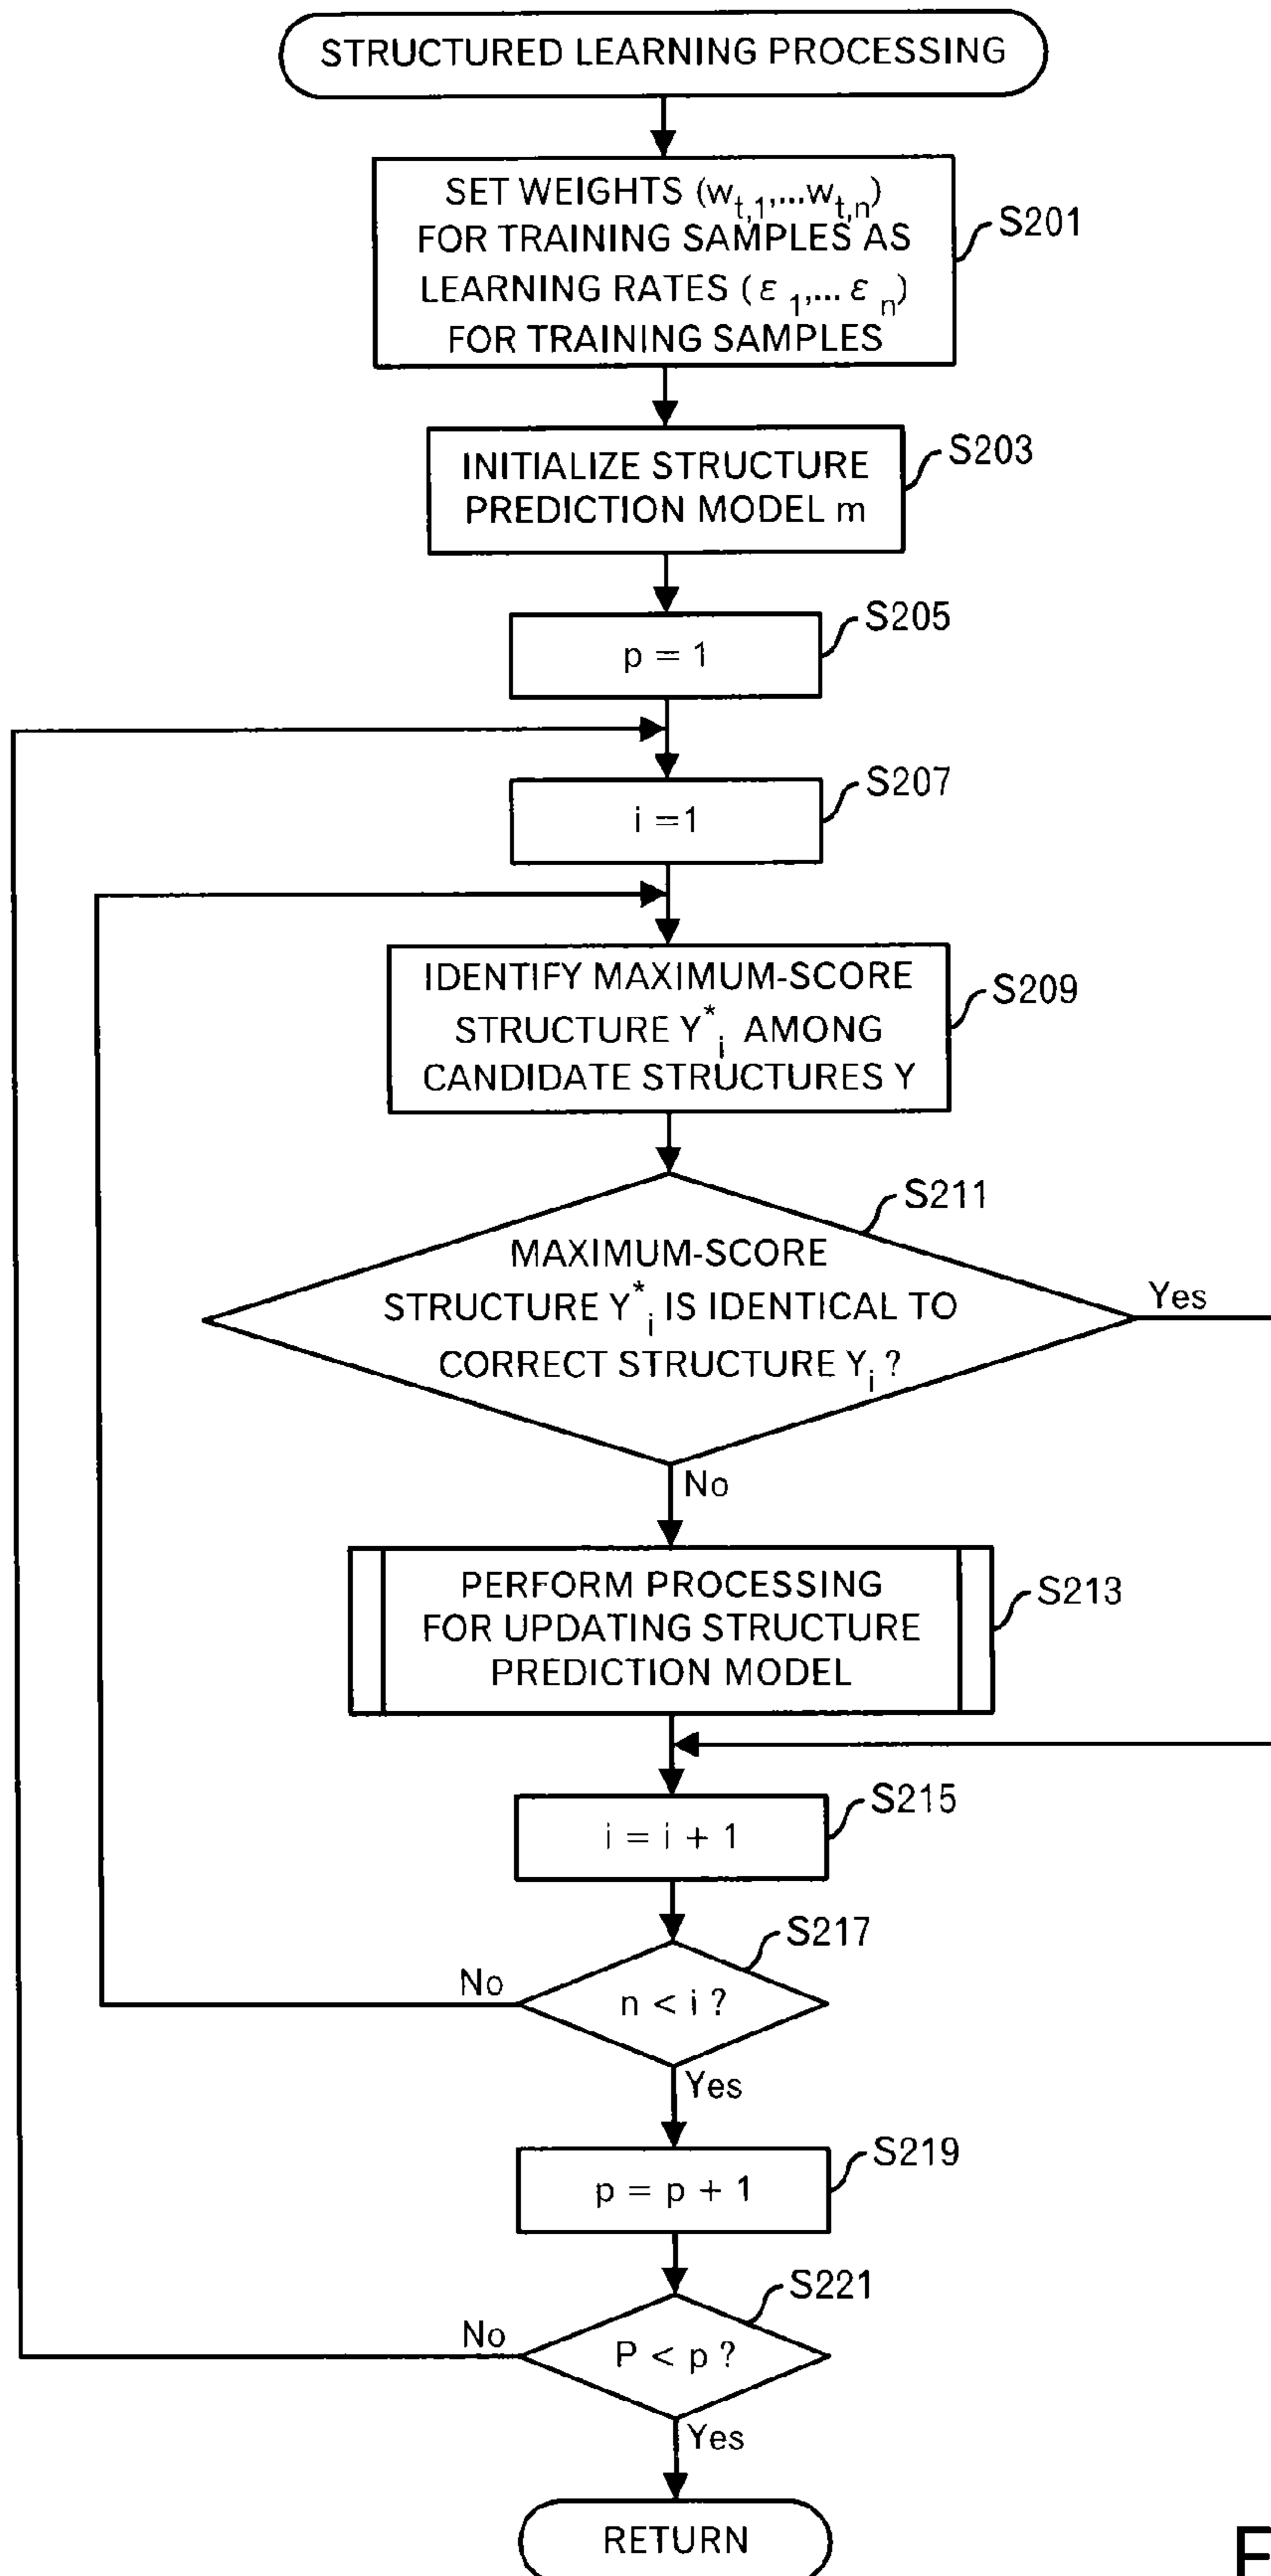 STRUCTURED LEARNING PROCESSING
SET WEIGHTS (w_{t,1},...w_{t,n})
FOR TRAINING SAMPLES AS
LEARNING RATES (ε_1,... ε_n)
FOR TRAINING SAMPLES
S201
INITIALIZE STRUCTURE
PREDICTION MODEL m
S203
p = 1
S205
i =1
S207
IDENTIFY MAXIMUM-SCORE
STRUCTURE Y*_i AMONG
CANDIDATE STRUCTURES Y
S209
S211
MAXIMUM-SCORE
STRUCTURE Y*_i IS IDENTICAL TO
CORRECT STRUCTURE Y_i ?
Yes
No
PERFORM PROCESSING
FOR UPDATING STRUCTURE
PREDICTION MODEL
S213
i = i + 1
S215
S217
n < i ?
No
Yes
p = p + 1
S219
S221
P < p ?
No
Yes
RETURN
F